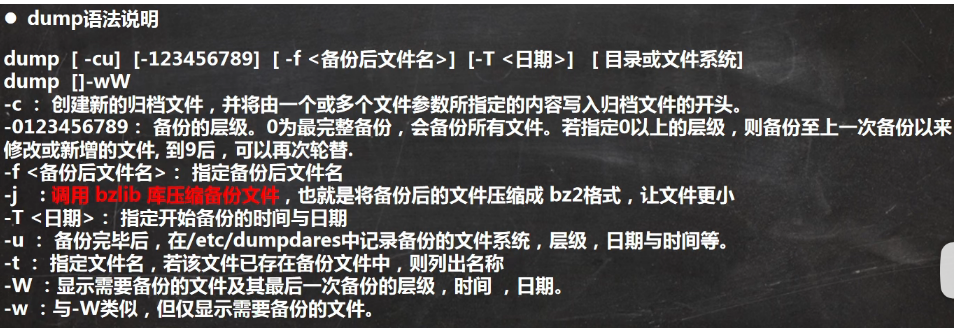 ● dump语法说明
dump [ -cu] [-123456789] [ -f <备份后文件名>] [-T <日期>] [ 目录或文件系统]
dump []-wW
-c ： 创建新的归档文件，并将由一个或多个文件参数所指定的内容写入归档文件的开头。
-0123456789： 备份的层级。0为最完整备份，会备份所有文件。若指定0以上的层级，则备份至上一次备份以来
修改或新增的文件, 到9后，可以再次轮替.
-f <备份后文件名>： 指定备份后文件名
-j ：调用 bzlib 库压缩备份文件，也就是将备份后的文件压缩成 bz2格式，让文件更小
-T <日期>： 指定开始备份的时间与日期
-u ： 备份完毕后，在/etc/dumpdares中记录备份的文件系统，层级，日期与时间等。
-t ： 指定文件名，若该文件已存在备份文件中，则列出名称
-W ：显示需要备份的文件及其最后一次备份的层级，时间 ，日期。
-w ：与-W类似，但仅显示需要备份的文件。